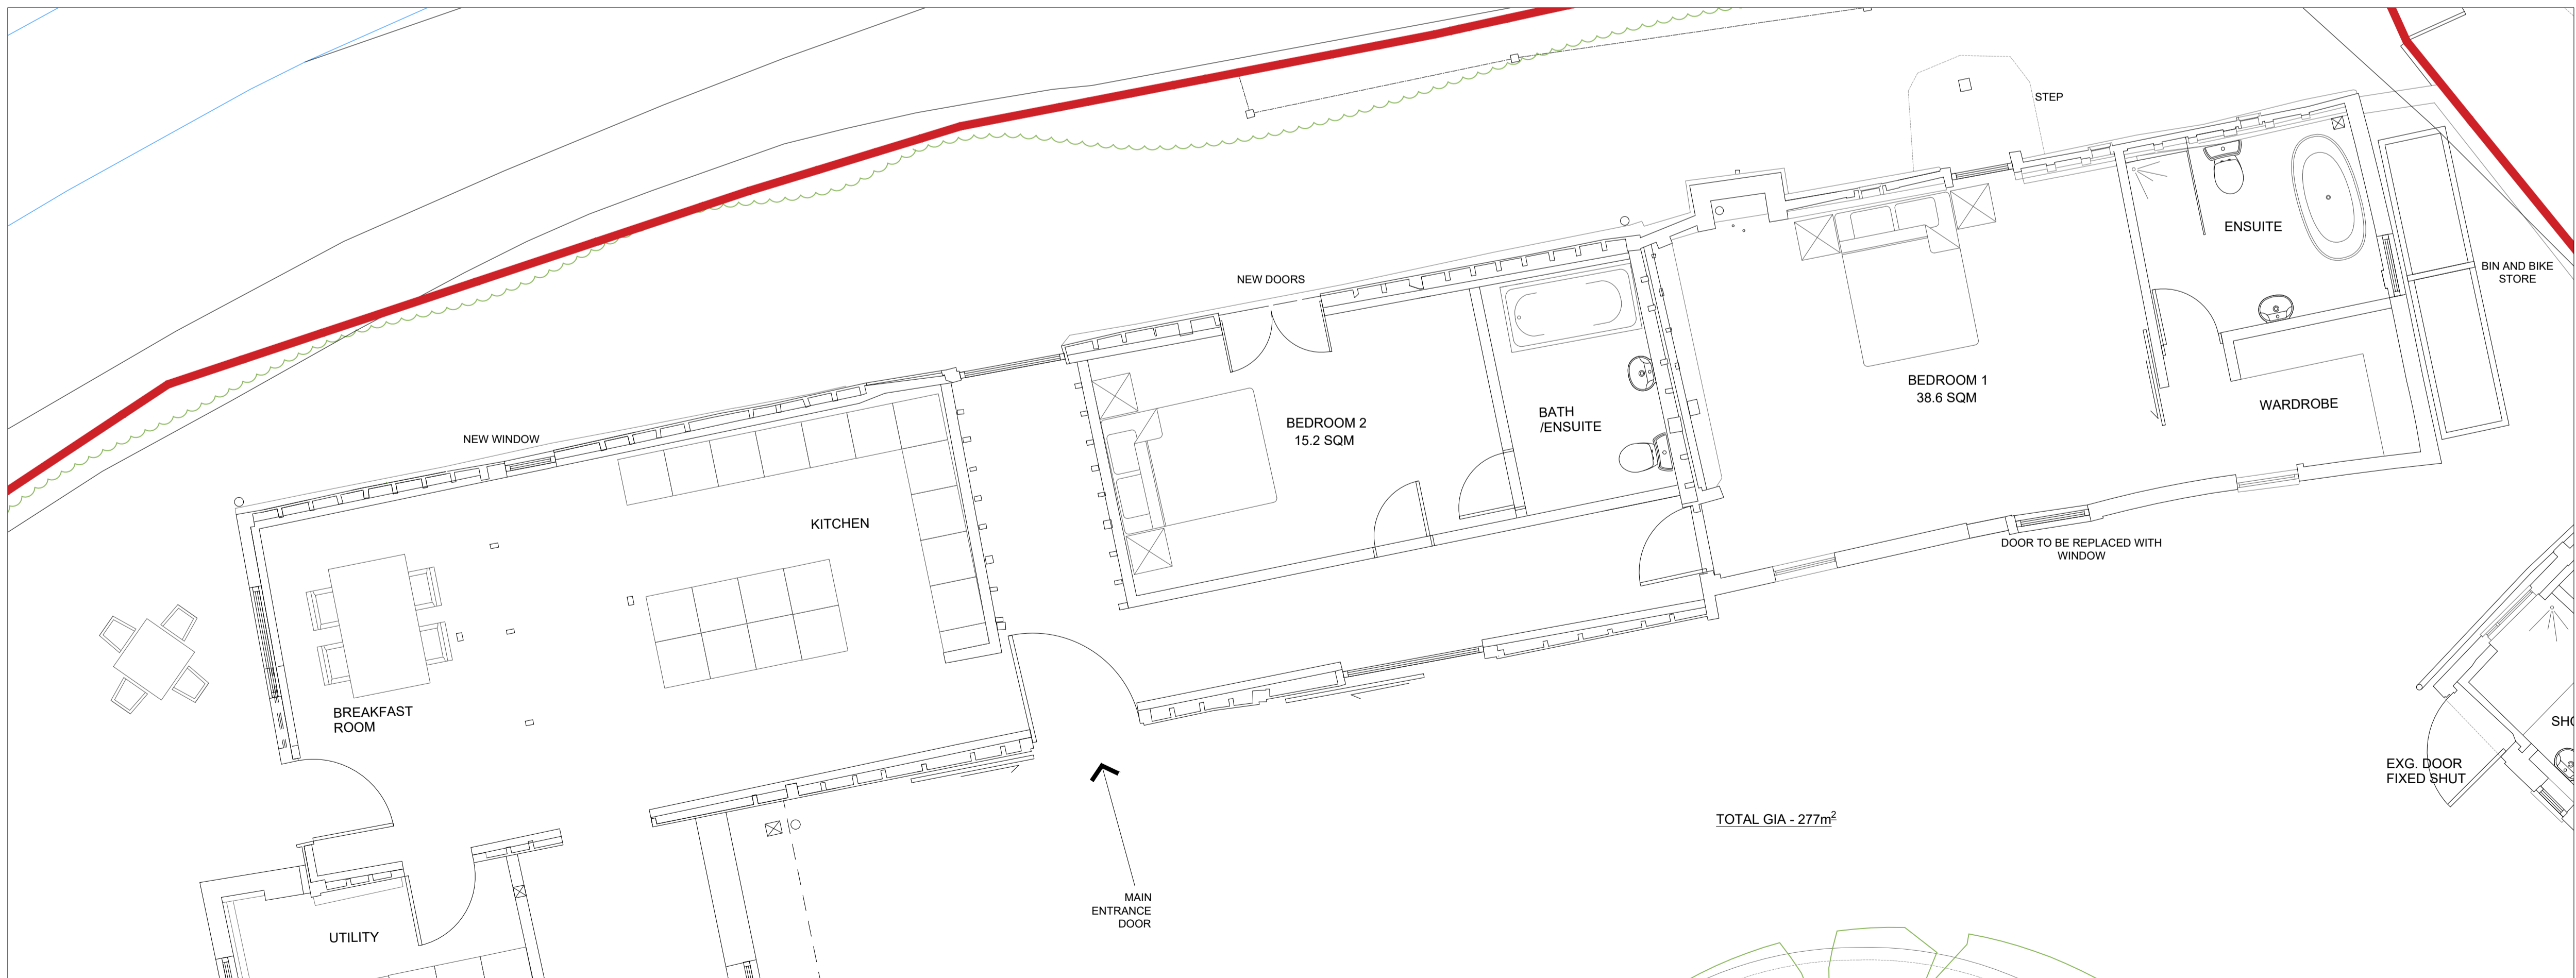 STEP
ENSUITE
BIN AND BIKE
STORE
NEW DOORS
BEDROOM 1
38.6 SQM
WARDROBE
BATH
/ENSUITE
BEDROOM 2
15.2 SQM
NEW WINDOW
KITCHEN
DOOR TO BE REPLACED WITH
WINDOW
BREAKFAST
ROOM
SHO
EXG. DOOR
FIXED SHUT
TOTAL GIA - 277m²
MAIN
ENTRANCE
DOOR
UTILITY